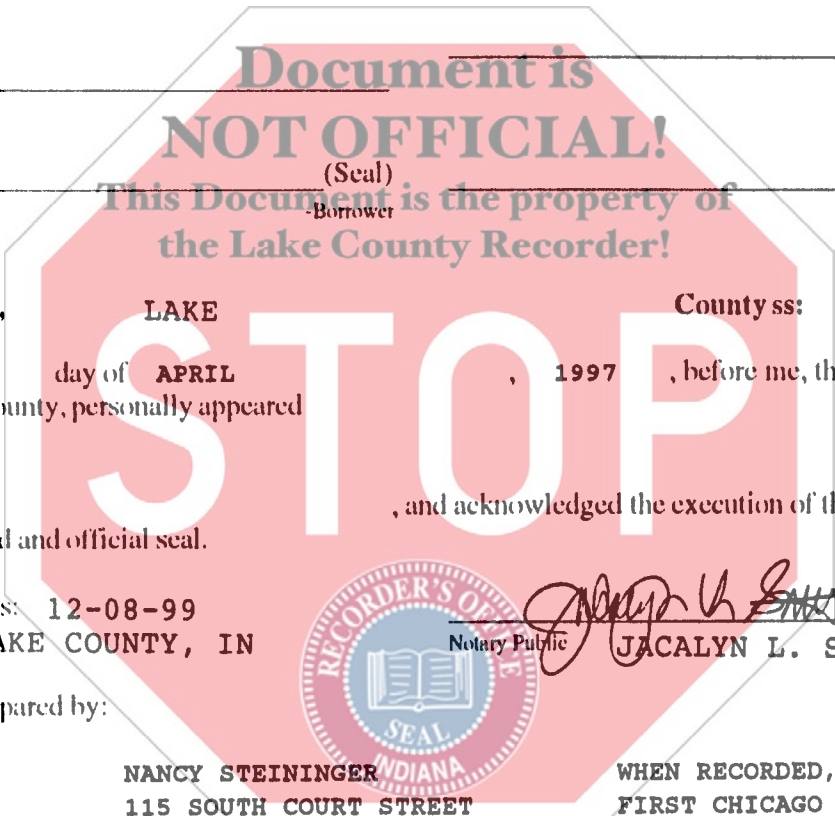 Document is
NOT OFFICIAL!
(Seal)
This Document is the property of
-Borrower
the Lake County Recorder!
, LAKE County ss:
STOP
day of APRIL , 1997 , before me, th
ounty, personally appeared
, and acknowledged the execution of th
d and official seal.
s: 12-08-99
AKE COUNTY, IN Notary Public JACALYN L. S
RECORDER'S OFFICE
SEAL
INDIANA
pared by:
NANCY STEININGER WHEN RECORDED,
115 SOUTH COURT STREET FIRST CHICAGO